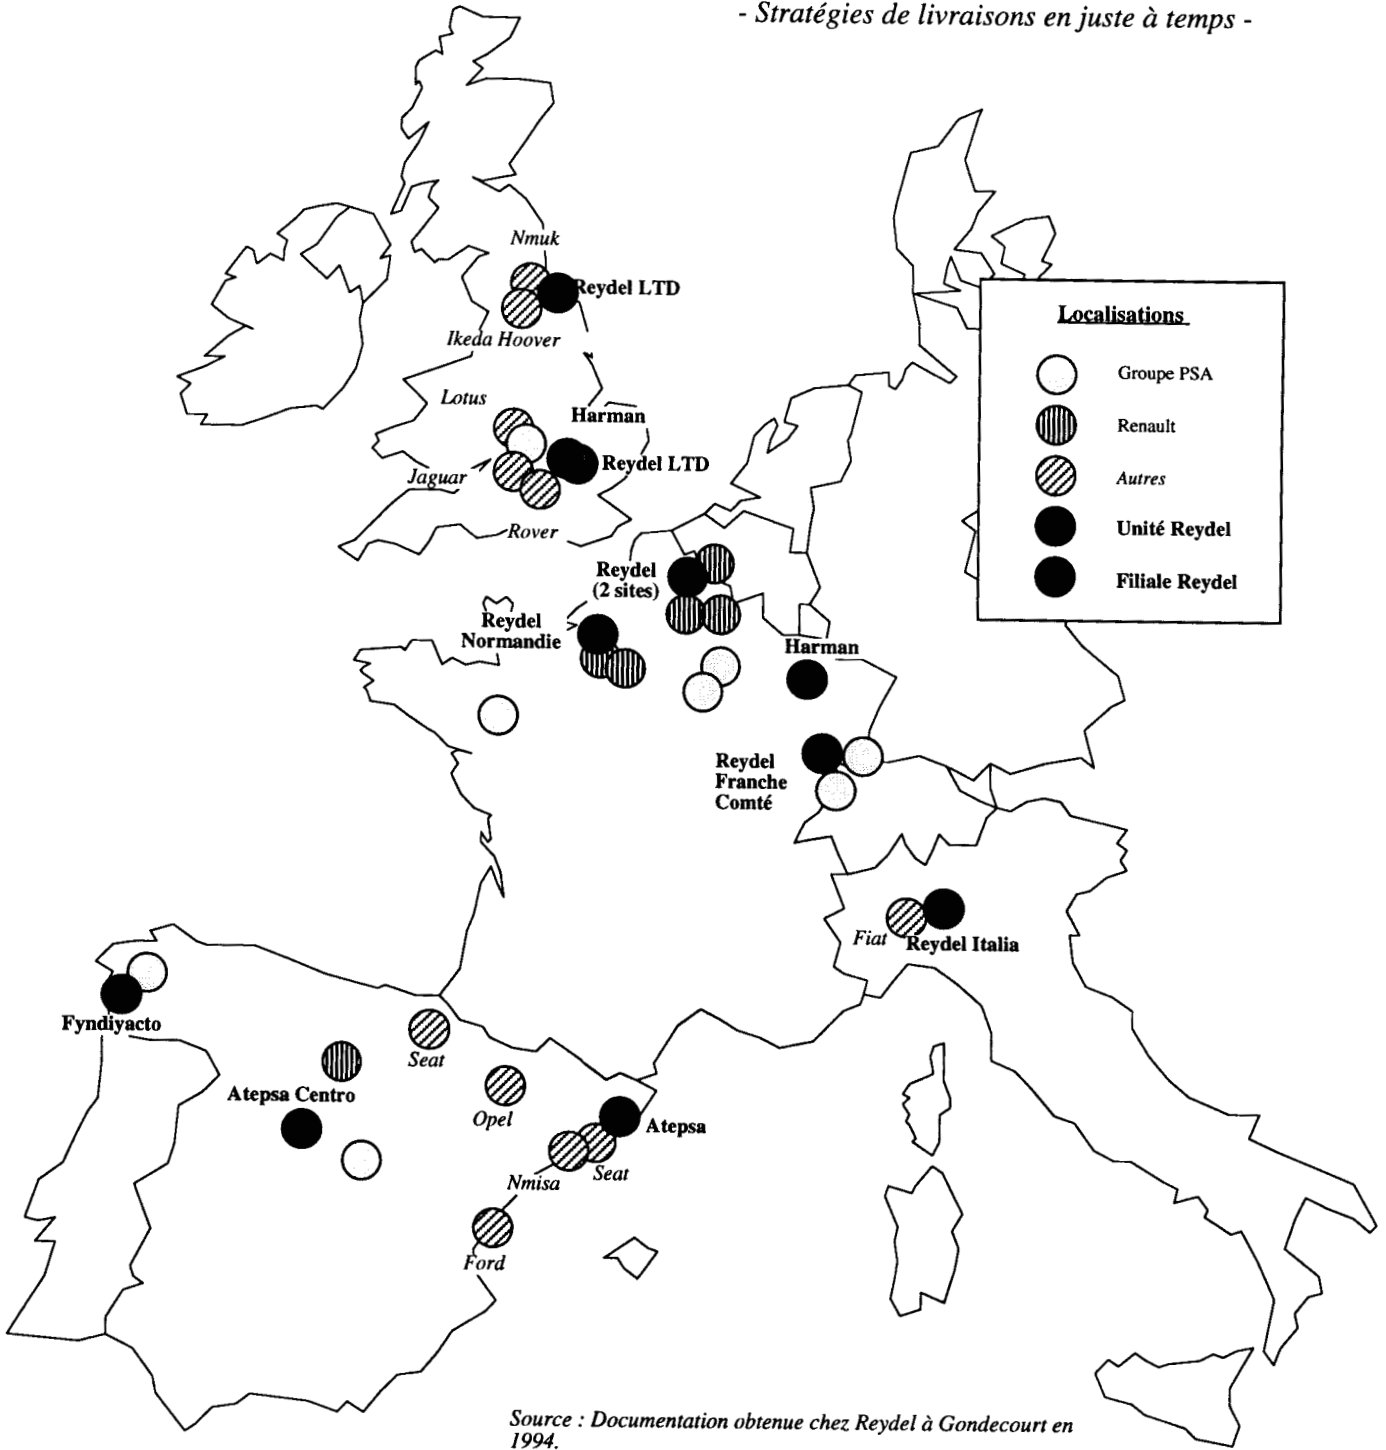 - Stratégies de livraisons en juste à temps -
Nmuk
Reydel LTD
Ikeda Hoover
Localisations
Groupe PSA
Renault
Autres
Unité Reydel
Filiale Reydel
Lotus
Harman
Reydel LTD
Jaguar
Rover
Reydel
(2 sites)
Reydel
Normandie
Harman
Reydel
Franche
Comté
Fiat
Reydel Italia
Fyndiyacto
Seat
Atepsa Centro
Opel
Atepsa
Nmisa
Seat
Ford
Source : Documentation obtenue chez Reydel à Gondecourt en
1994.